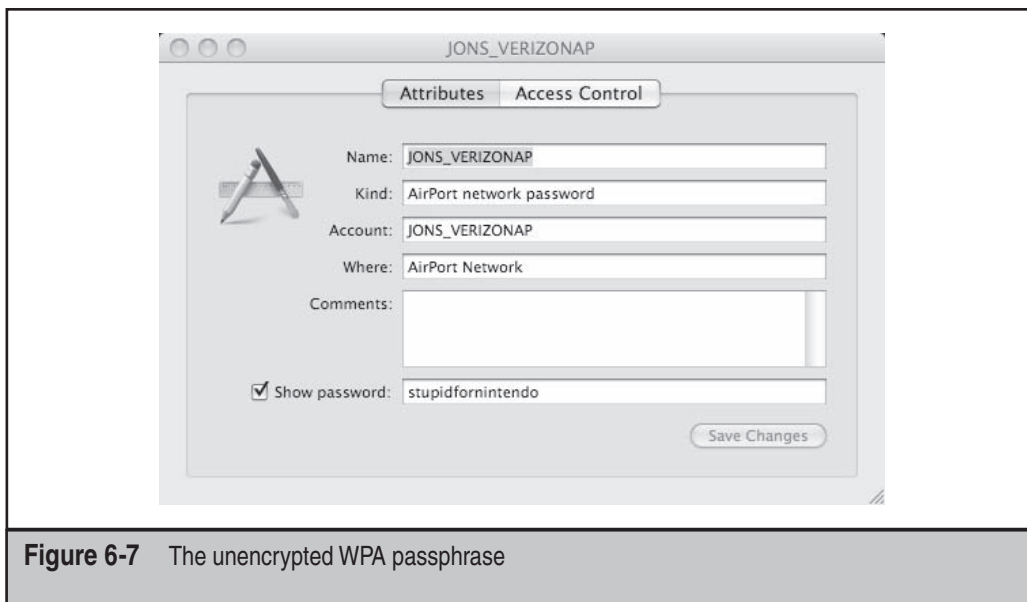 JONS_VERIZONAP
Attributes Access Control
Name: JONS_VERIZONAP
Kind: AirPort network password
Account: JONS_VERIZONAP
Where: AirPort Network
Comments:
Show password: stupidfornintendo
Save Changes
Figure 6-7 The unencrypted WPA passphrase